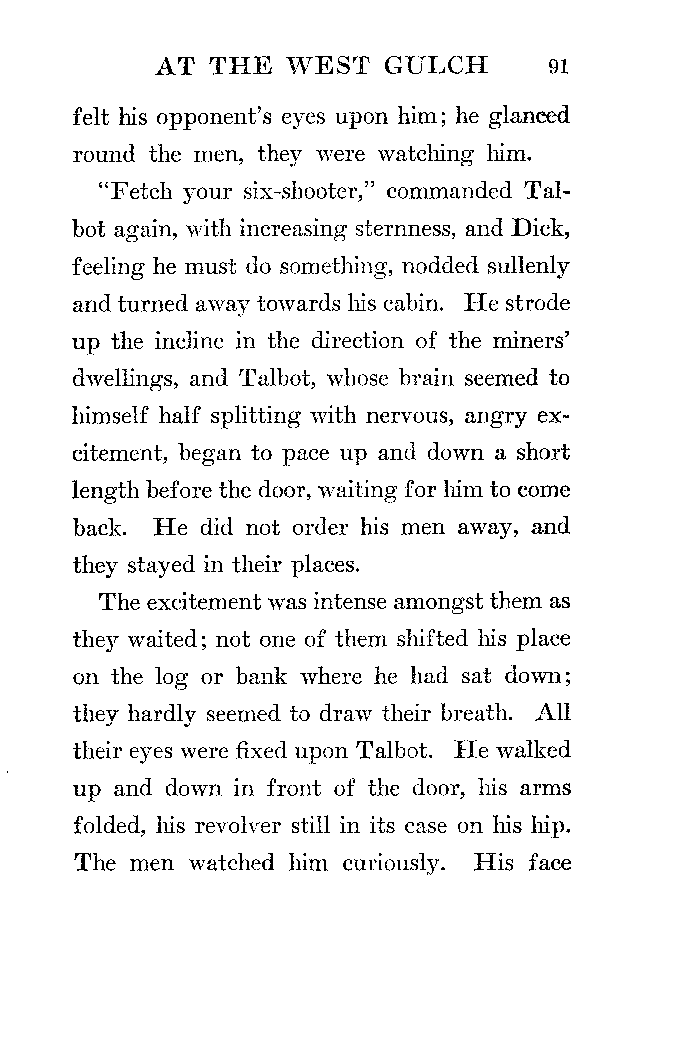 AT THE WEST GULCH 91
felt his opponent's eyes upon him; he glanced
round the men, they were watching him.
"Fetch your six-shooter," commanded Tal-
bot again, with increasing sternness, and Dick,
feeling he must do something, nodded sullenly
and turned away towards his cabin. He strode
up the incline in the direction of the miners'
dwellings, and Talbot, whose brain seemed to
himself half splitting with nervous, angry ex-
citement, began to pace up and down a short
length before the door, waiting for him to come
back. He did not order his men away, and
they stayed in their places.
The excitement was intense amongst them as
they waited; not one of them shifted his place
on the log or bank where he had sat down;
they hardly seemed to draw their breath. All
their eyes were fixed upon Talbot. He walked
up and down in front of the door, his arms
folded, his revolver still in its case on his hip.
The men watched him curiously. His face